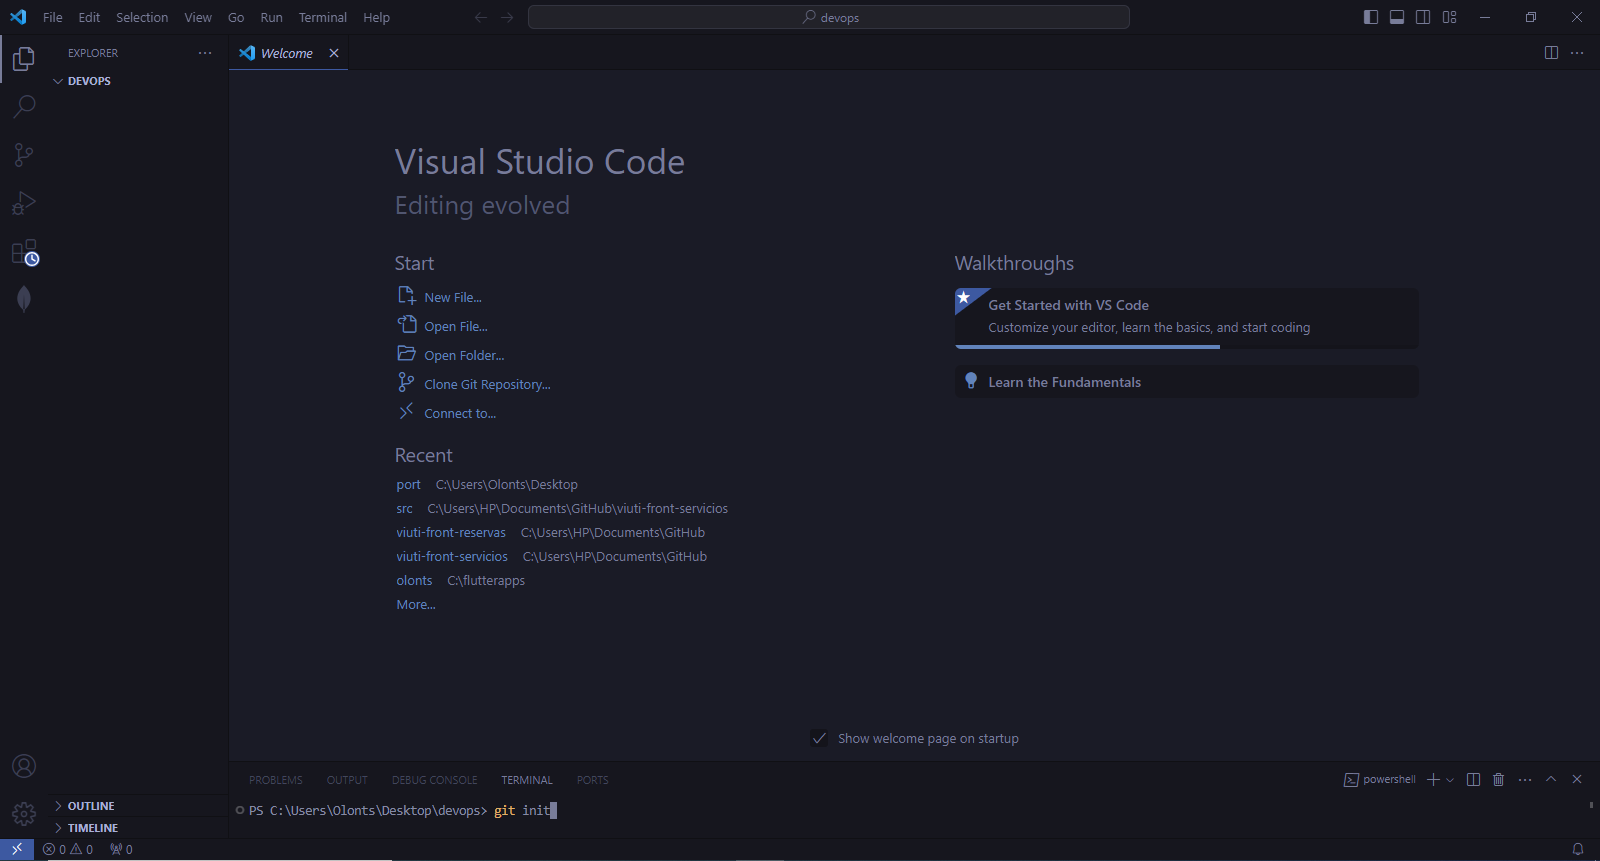 File Edit Selection View Go Run Terminal Help
devops
EXPLORER
DEVOPS
Welcome
Visual Studio Code
Editing evolved
Start
New File...
Open File...
Open Folder...
Clone Git Repository...
Connect to...
Recent
port C:\Users\Olonts\Desktop
src C:\Users\HP\Documents\GitHub\viuti-front-servicios
viuti-front-reservas C:\Users\HP\Documents\GitHub
viuti-front-servicios C:\Users\HP\Documents\GitHub
olonts C:\flutterapps
More...
Walkthroughs
Get Started with VS Code
Customize your editor, learn the basics, and start coding
Learn the Fundamentals
Show welcome page on startup
PROBLEMS OUTPUT DEBUG CONSOLE TERMINAL PORTS
powershell
PS C:\Users\Olonts\Desktop\devops> git init
OUTLINE
TIMELINE
0 0 0